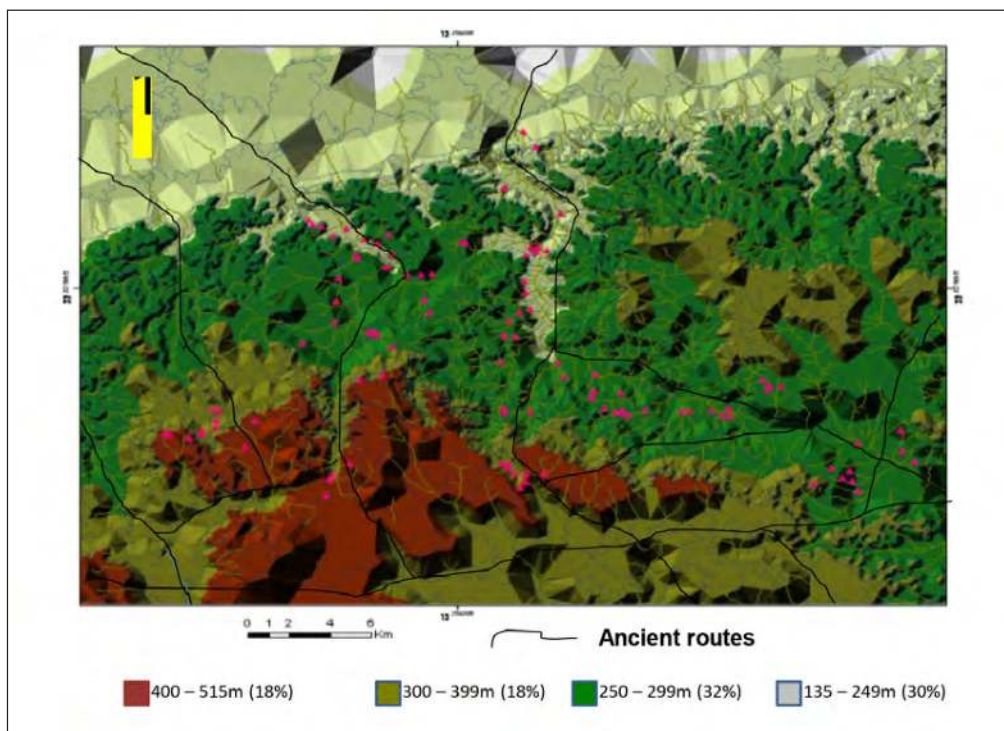 13
0 1 2 4 6
Km
Ancient routes
400 – 515m (18%)
300 – 399m (18%)
250 – 299m (32%)
135 – 249m (30%)